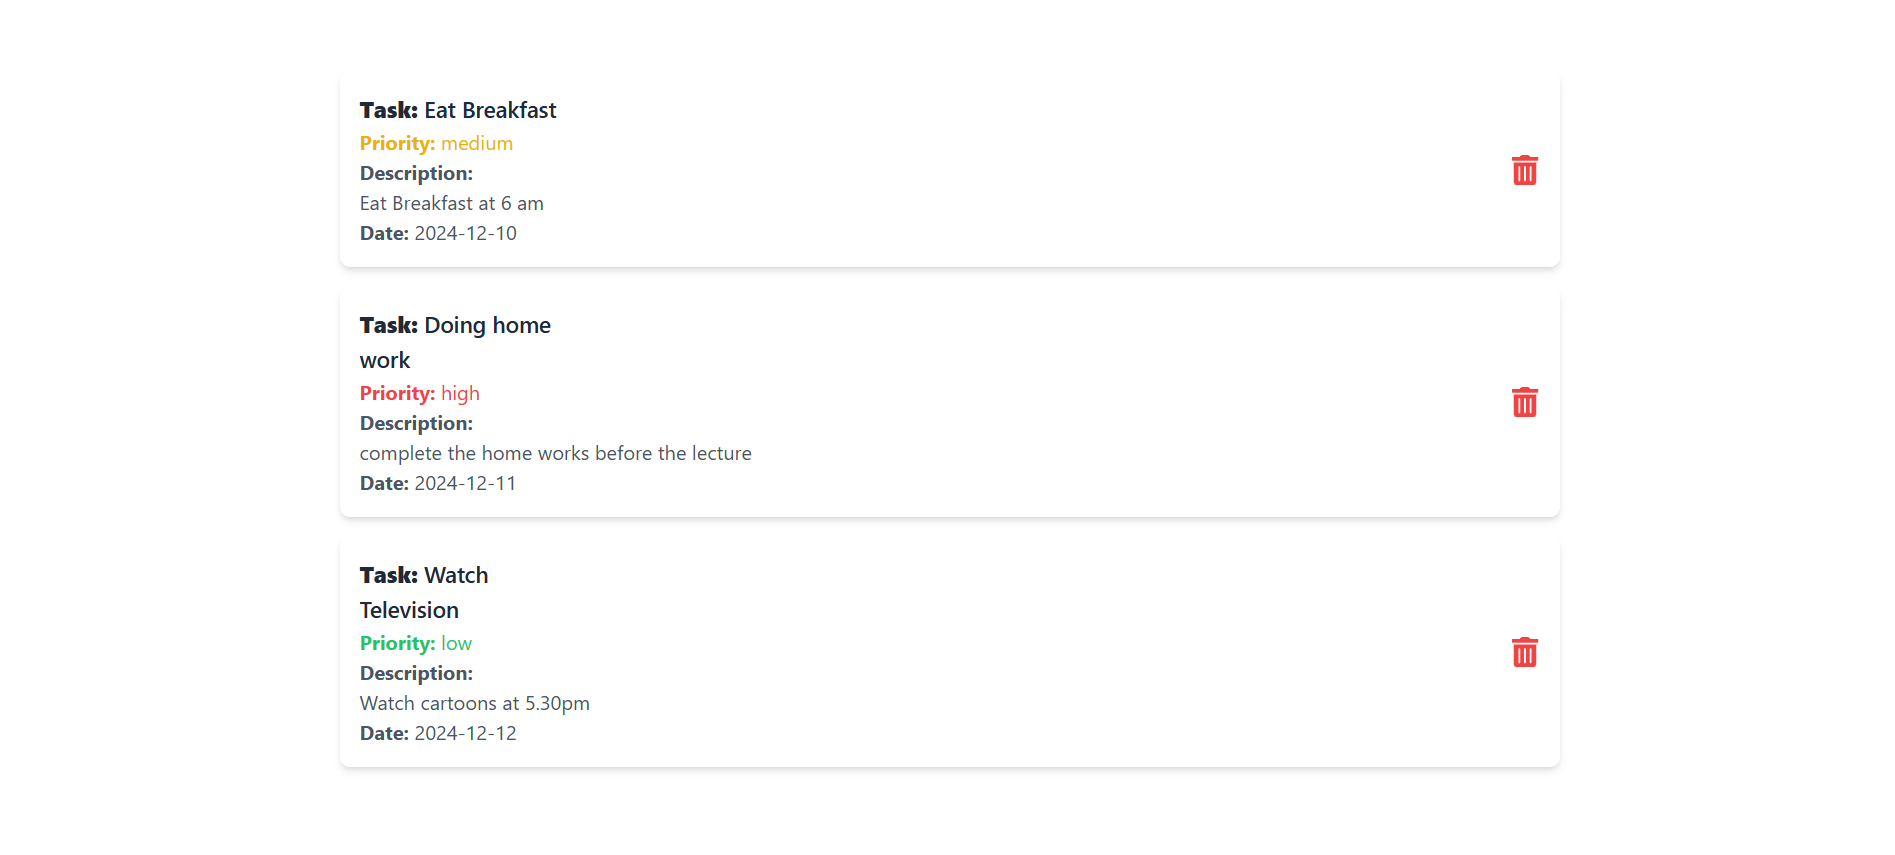 Task: Eat Breakfast
Priority: medium
Description:
Eat Breakfast at 6 am
Date: 2024-12-10
Task: Doing home
work
Priority: high
Description:
complete the home works before the lecture
Date: 2024-12-11
Task: Watch
Television
Priority: low
Description:
Watch cartoons at 5.30pm
Date: 2024-12-12